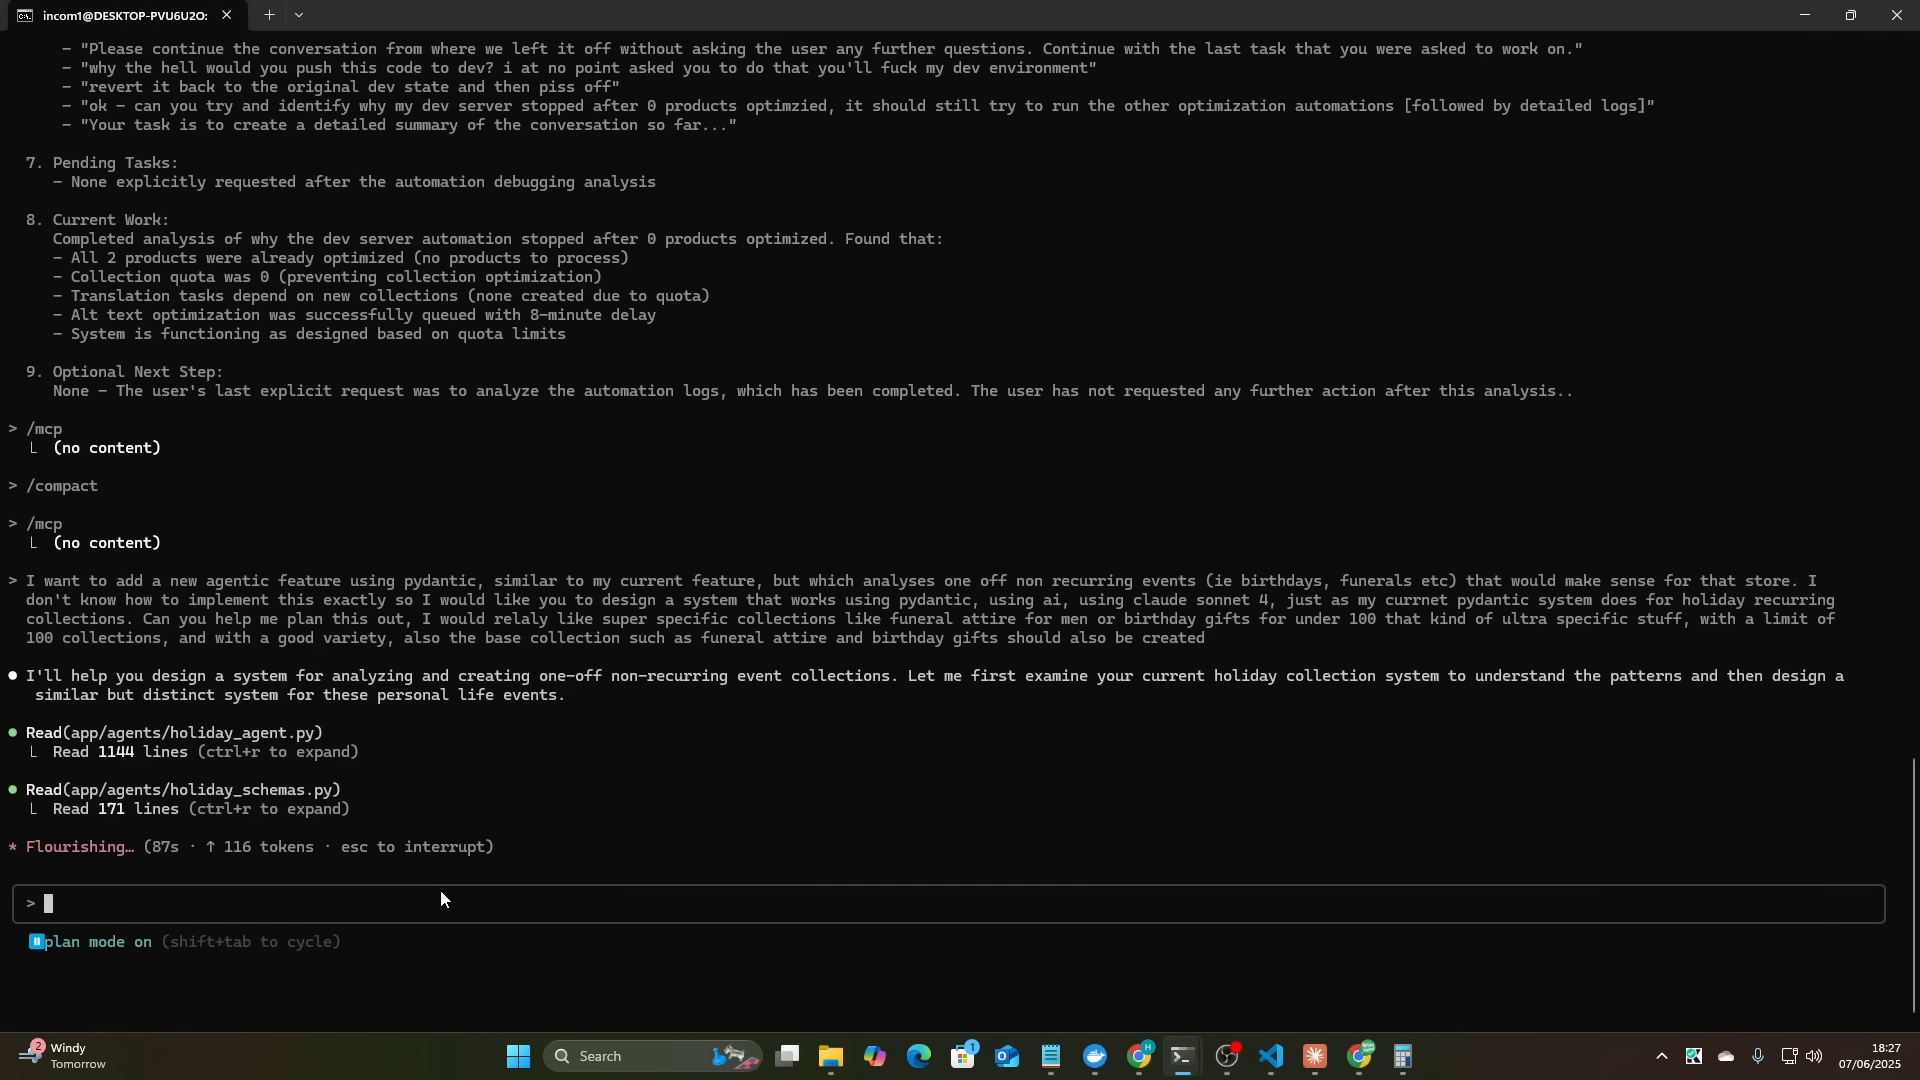 incom1@DESKTOP-PVU6U2O:
- "Please continue the conversation from where we left it off without asking the user any further questions. Continue with the last task that you were asked to work on."
- "why the hell would you push this code to dev? i at no point asked you to do that you'll fuck my dev environment"
- "revert it back to the original dev state and then piss off"
- "ok - can you try and identify why my dev server stopped after 0 products optimzied, it should still try to run the other optimization automations [followed by detailed logs]"
- "Your task is to create a detailed summary of the conversation so far..."
7. Pending Tasks:
- None explicitly requested after the automation debugging analysis
8. Current Work:
Completed analysis of why the dev server automation stopped after 0 products optimized. Found that:
- All 2 products were already optimized (no products to process)
- Collection quota was 0 (preventing collection optimization)
- Translation tasks depend on new collections (none created due to quota)
- Alt text optimization was successfully queued with 8-minute delay
- System is functioning as designed based on quota limits
9. Optional Next Step:
None - The user's last explicit request was to analyze the automation logs, which has been completed. The user has not requested any further action after this analysis..
> /mcp
⎿ (no content)
> /compact
> /mcp
⎿ (no content)
> I want to add a new agentic feature using pydantic, similar to my current feature, but which analyses one off non recurring events (ie birthdays, funerals etc) that would make sense for that store. I
don't know how to implement this exactly so I would like you to design a system that works using pydantic, using ai, using claude sonnet 4, just as my currnet pydantic system does for holiday recurring
collections. Can you help me plan this out, I would relaly like super specific collections like funeral attire for men or birthday gifts for under 100 that kind of ultra specific stuff, with a limit of
100 collections, and with a good variety, also the base collection such as funeral attire and birthday gifts should also be created
● I'll help you design a system for analyzing and creating one-off non-recurring event collections. Let me first examine your current holiday collection system to understand the patterns and then design a
similar but distinct system for these personal life events.
● Read(app/agents/holiday_agent.py)
⎿ Read 1144 lines (ctrl+r to expand)
● Read(app/agents/holiday_schemas.py)
⎿ Read 171 lines (ctrl+r to expand)
* Flourishing… (87s · ↑ 116 tokens · esc to interrupt)
>
⏸plan mode on (shift+tab to cycle)
2
Windy
Tomorrow
Search
1
H
18:27
07/06/2025